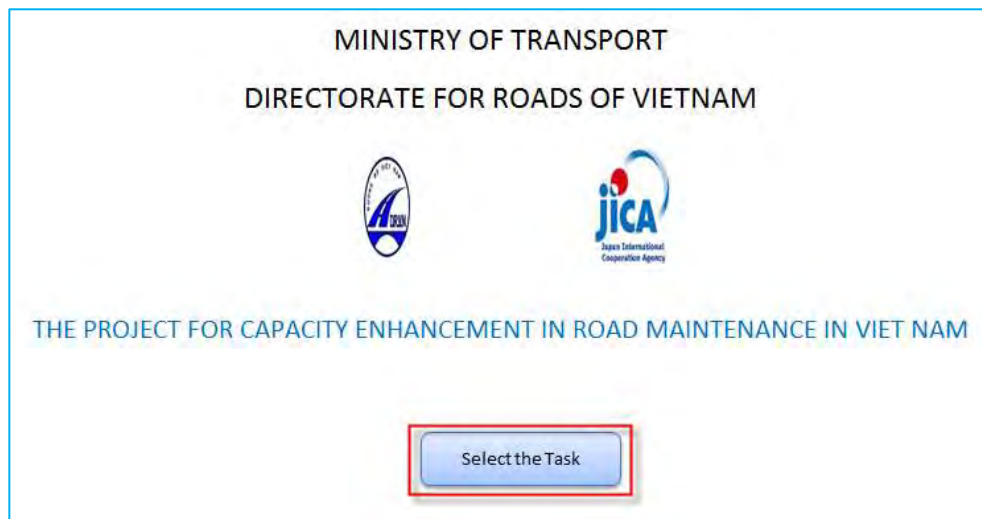 MINISTRY OF TRANSPORT
DIRECTORATE FOR ROADS OF VIETNAM
DRVN
jICA
Japan International
Cooperation Agency
THE PROJECT FOR CAPACITY ENHANCEMENT IN ROAD MAINTENANCE IN VIET NAM
Select the Task